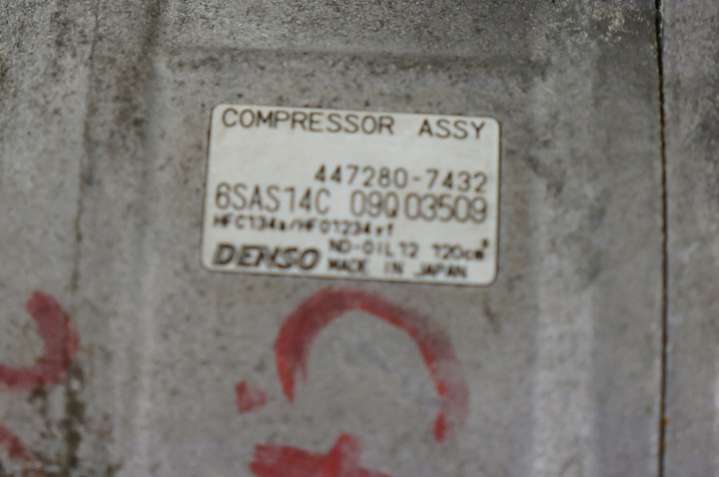 COMPRESSOR ASSY
447280-7432
6SAS14C 09Q03509
HFC134a/HFO1234yf
ND-OIL12 120cm³
DENSO MADE IN JAPAN